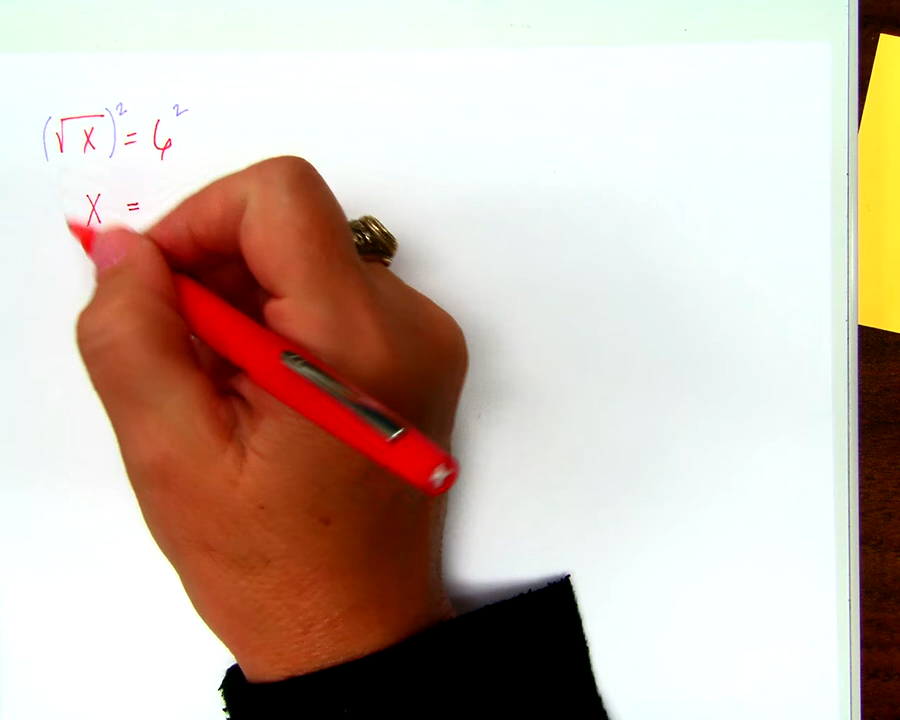 (√x)² = 6²
x =